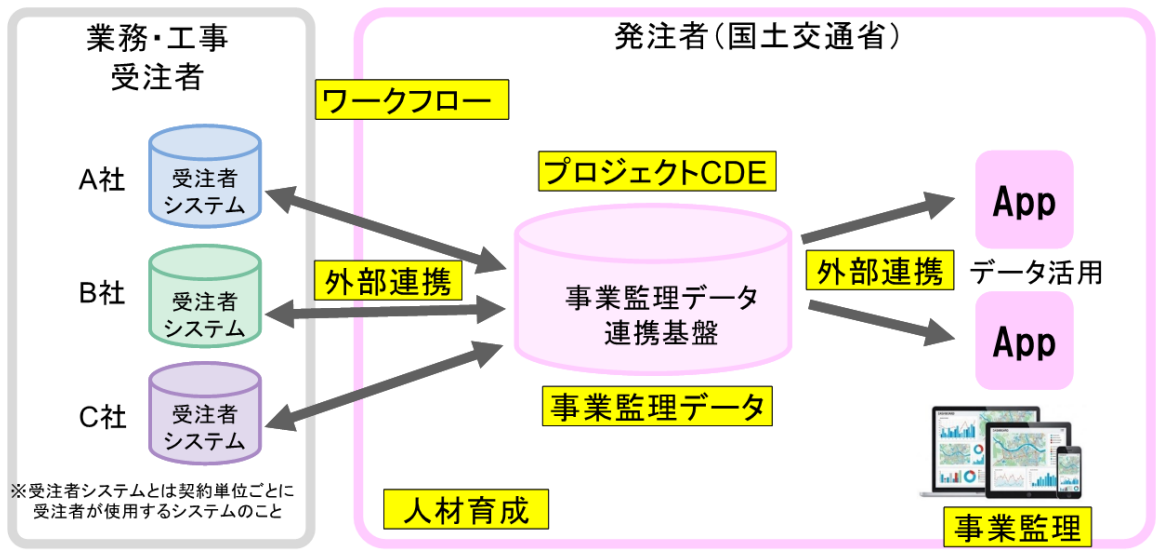 業務・工事
受注者
発注者（国土交通省）
ワークフロー
A社
受注者
システム
B社
受注者
システム
C社
受注者
システム
※受注者システムとは契約単位ごとに
受注者が使用するシステムのこと
外部連携
プロジェクトCDE
事業監理データ
連携基盤
事業監理データ
人材育成
外部連携
App
データ活用
App
事業監理